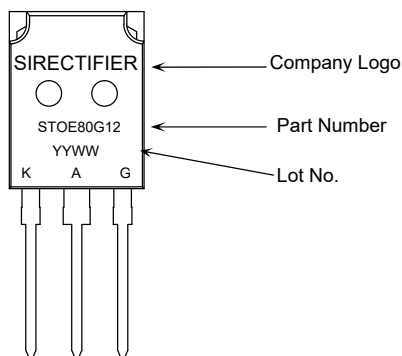 SIRECTIFIER
Company Logo
STOE80G12
Part Number
YYWW
Lot No.
K A G